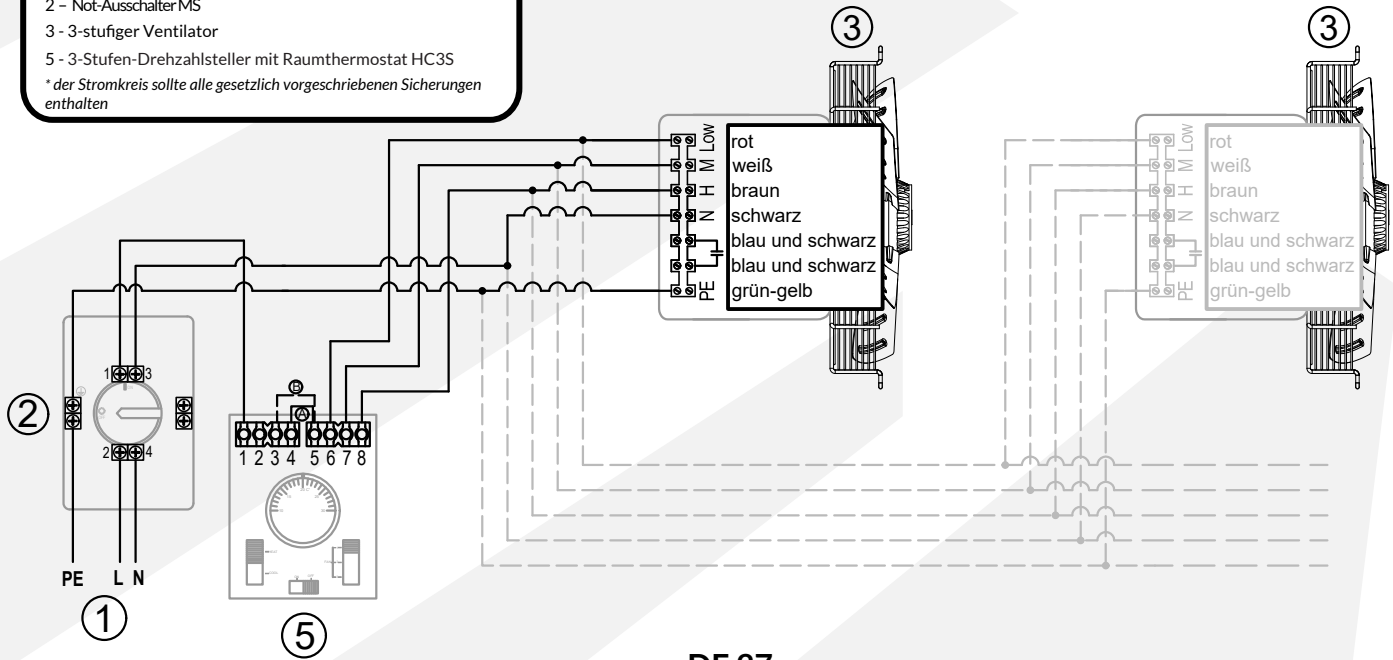 2 – Not-Ausschalter MS
3 - 3-stufiger Ventilator
5 - 3-Stufen-Drehzahlsteller mit Raumthermostat HC3S
* der Stromkreis sollte alle gesetzlich vorgeschriebenen Sicherungen
enthalten
3
3
Low rot
M weiß
H braun
N schwarz
blau und schwarz
blau und schwarz
PE grün-gelb
Low rot
M weiß
H braun
N schwarz
blau und schwarz
blau und schwarz
PE grün-gelb
1 3
2
2 4
B
A
1 2 3 4 5 6 7 8
PE L N
1
5